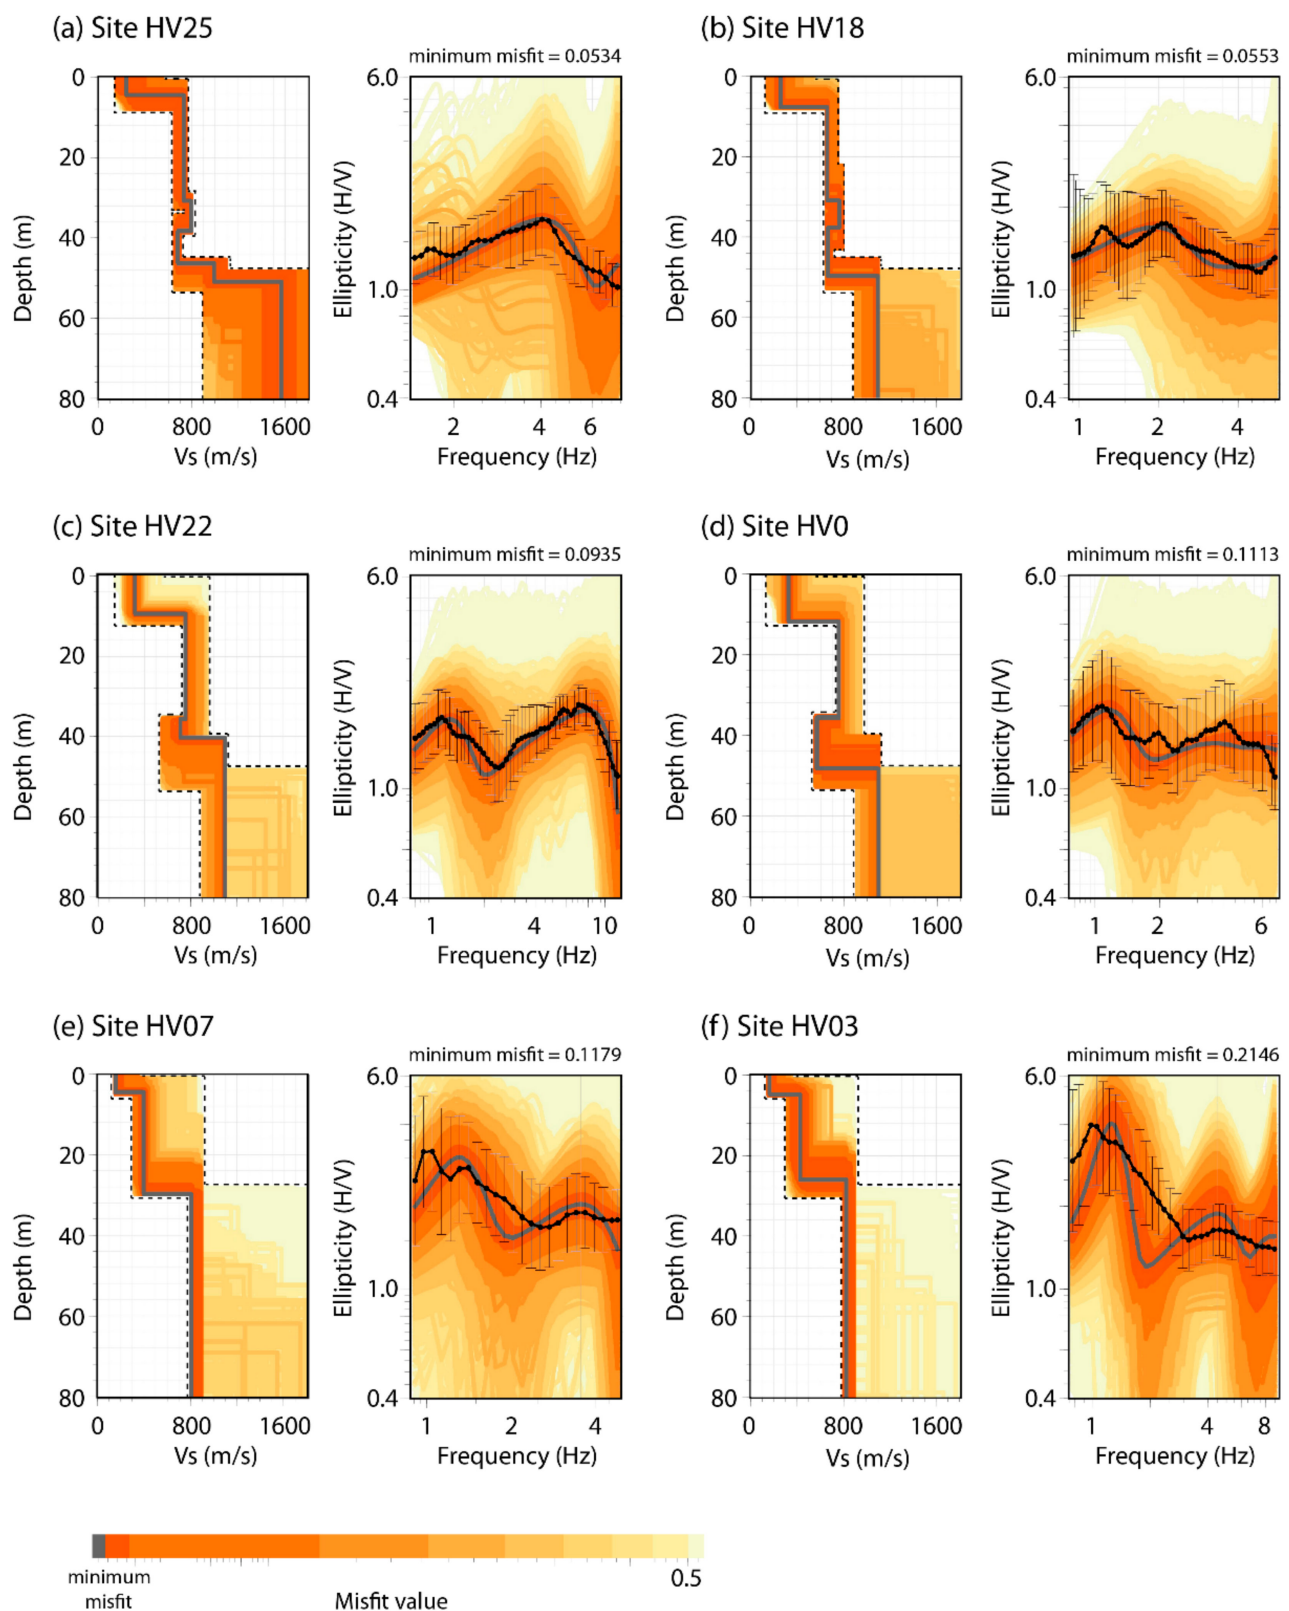 (a) Site HV25
minimum misfit = 0.0534
0
20
40
60
80
Depth (m)
0
800
1600
Vs (m/s)
6.0
1.0
0.4
Ellipticity (H/V)
2
4
6
Frequency (Hz)
(b) Site HV18
minimum misfit = 0.0553
0
20
40
60
80
Depth (m)
0
800
1600
Vs (m/s)
6.0
1.0
0.4
Ellipticity (H/V)
1
2
4
Frequency (Hz)
(c) Site HV22
minimum misfit = 0.0935
0
20
40
60
80
Depth (m)
0
800
1600
Vs (m/s)
6.0
1.0
0.4
Ellipticity (H/V)
1
4
10
Frequency (Hz)
(d) Site HV0
minimum misfit = 0.1113
0
20
40
60
80
Depth (m)
0
800
1600
Vs (m/s)
6.0
1.0
0.4
Ellipticity (H/V)
1
2
6
Frequency (Hz)
(e) Site HV07
minimum misfit = 0.1179
0
20
40
60
80
Depth (m)
0
800
1600
Vs (m/s)
6.0
1.0
0.4
Ellipticity (H/V)
1
2
4
Frequency (Hz)
(f) Site HV03
minimum misfit = 0.2146
0
20
40
60
80
Depth (m)
0
800
1600
Vs (m/s)
6.0
1.0
0.4
Ellipticity (H/V)
1
4
8
Frequency (Hz)
minimum
misfit
Misfit value
0.5